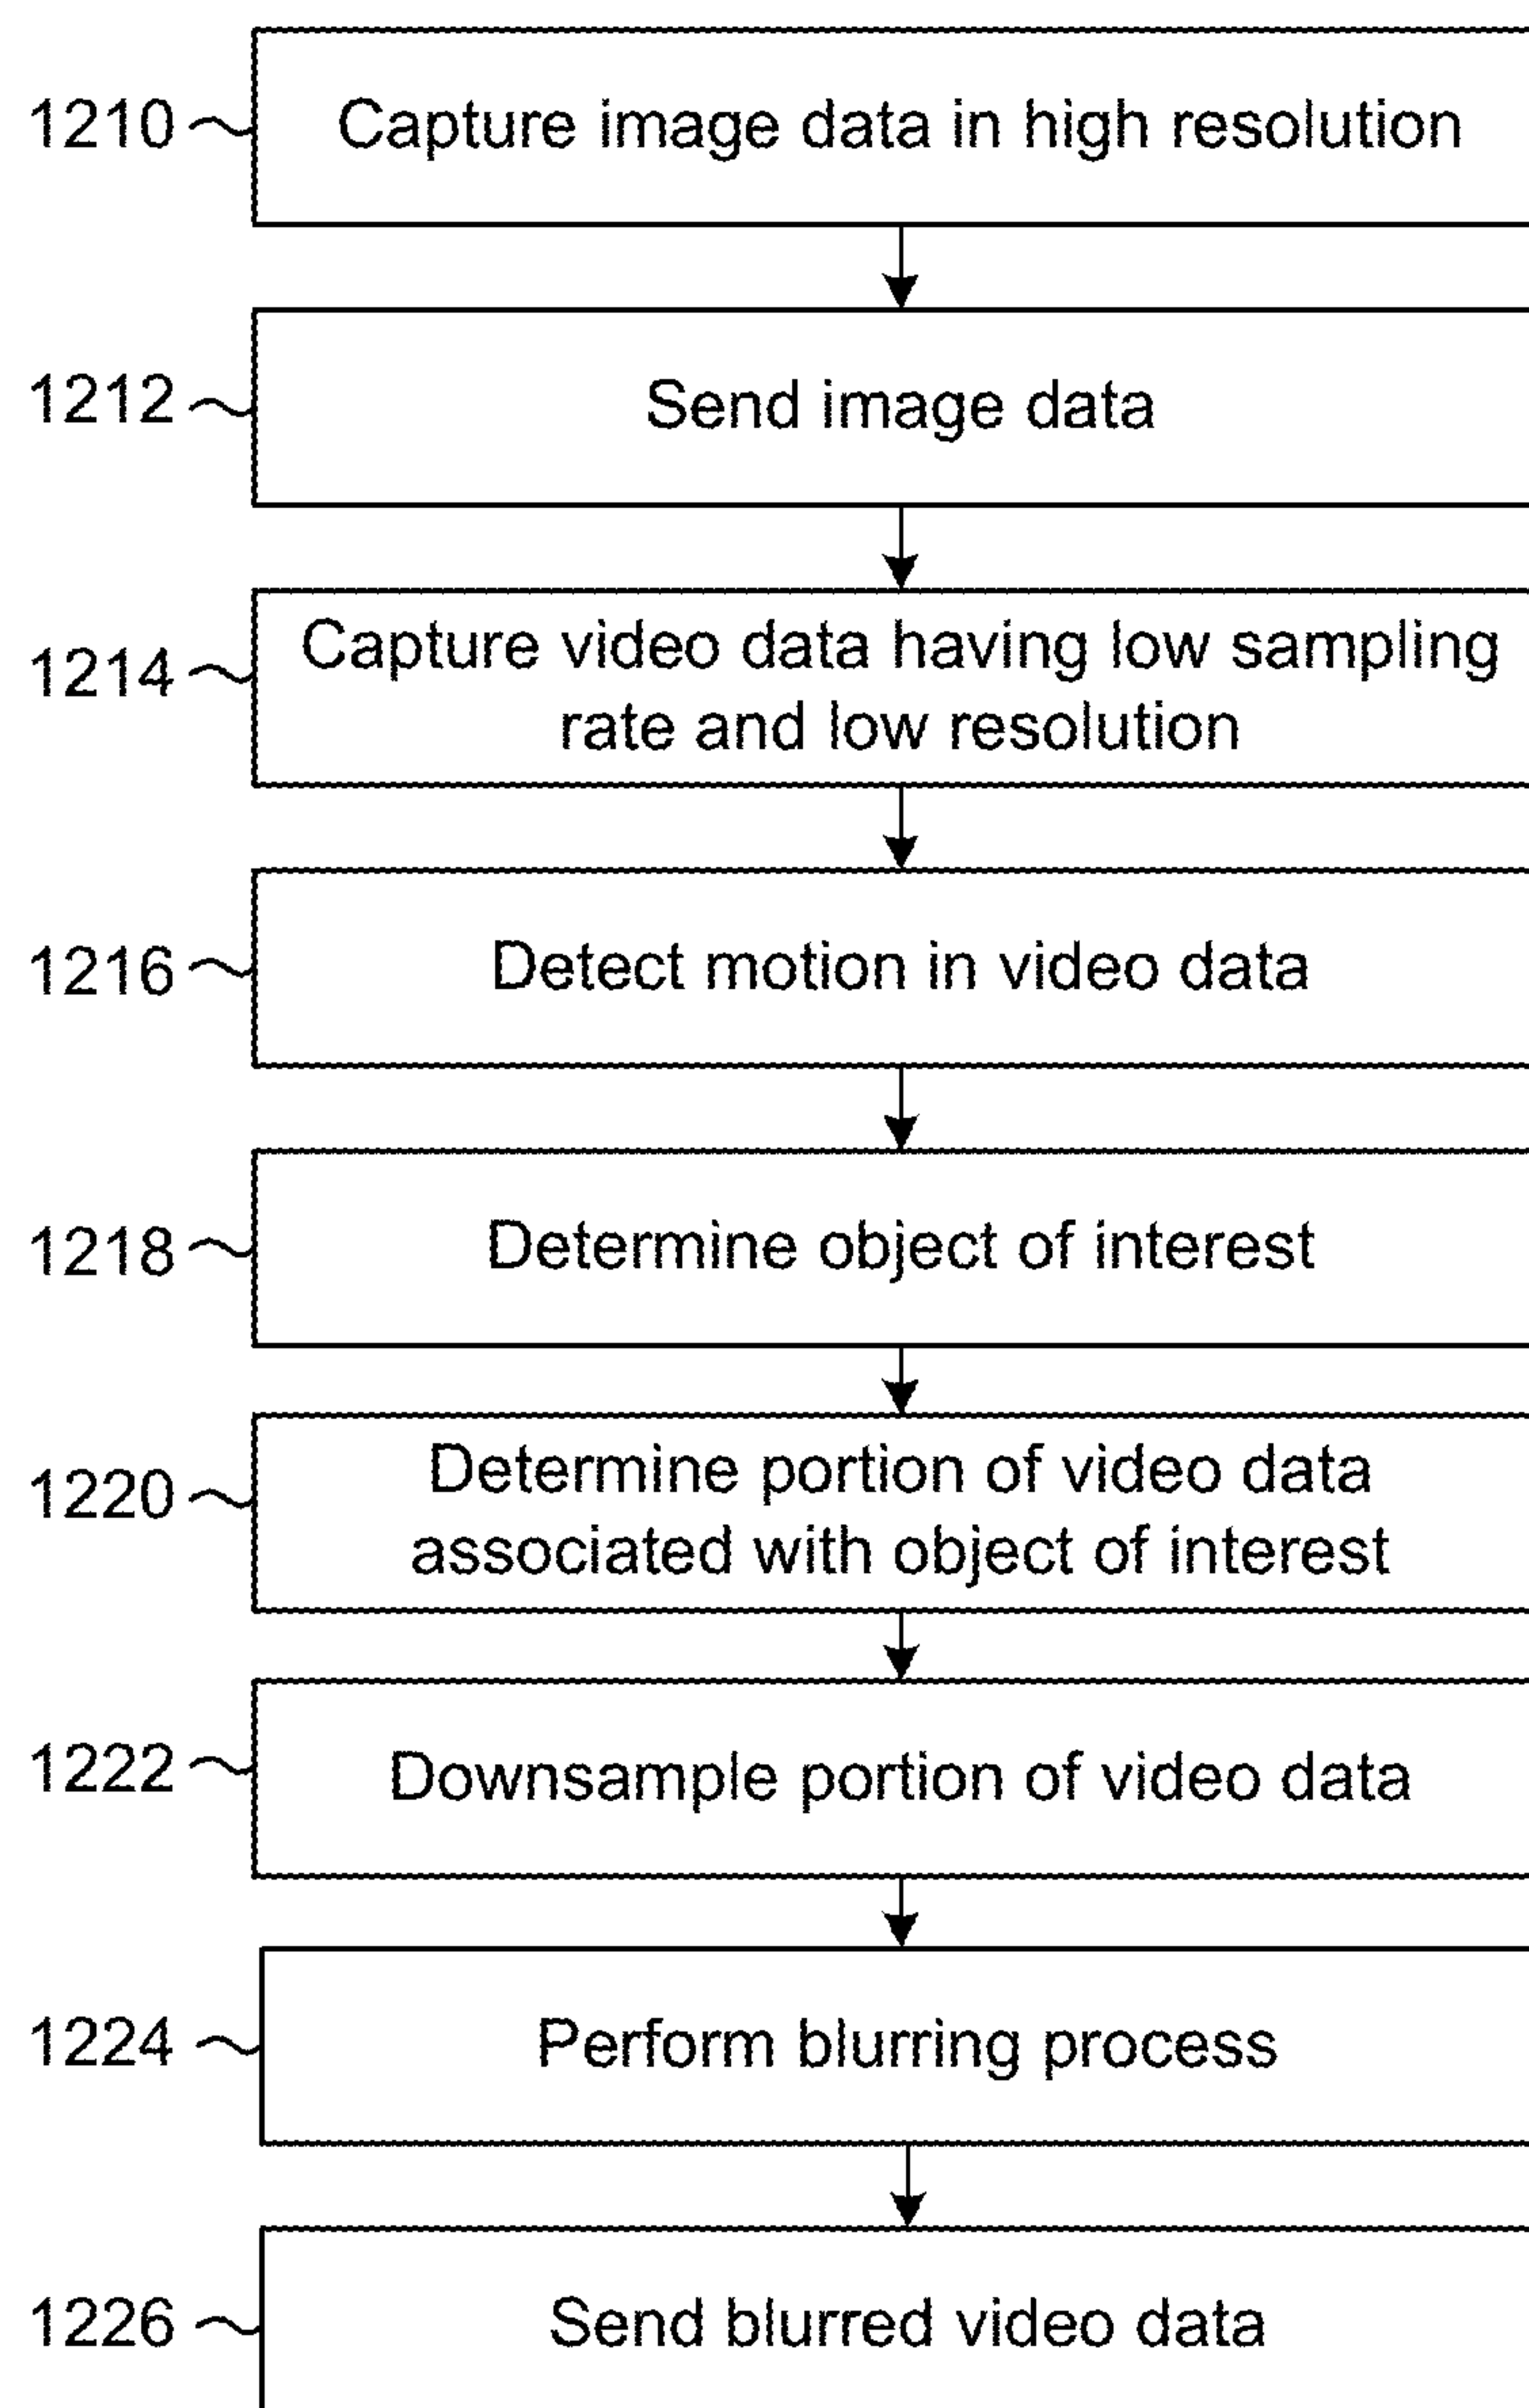 1210 Capture image data in high resolution
1212 Send image data
1214 Capture video data having low sampling
rate and low resolution
1216 Detect motion in video data
1218 Determine object of interest
1220 Determine portion of video data
associated with object of interest
1222 Downsample portion of video data
1224 Perform blurring process
1226 Send blurred video data